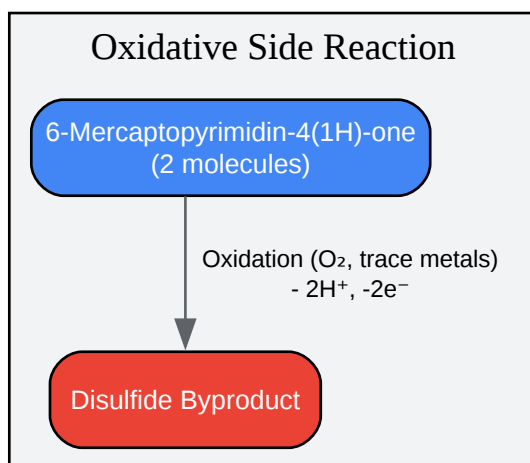 Oxidative Side Reaction
6-Mercaptopyrimidin-4(1H)-one
(2 molecules)
Oxidation (O₂, trace metals)
- 2H⁺, -2e⁻
Disulfide Byproduct